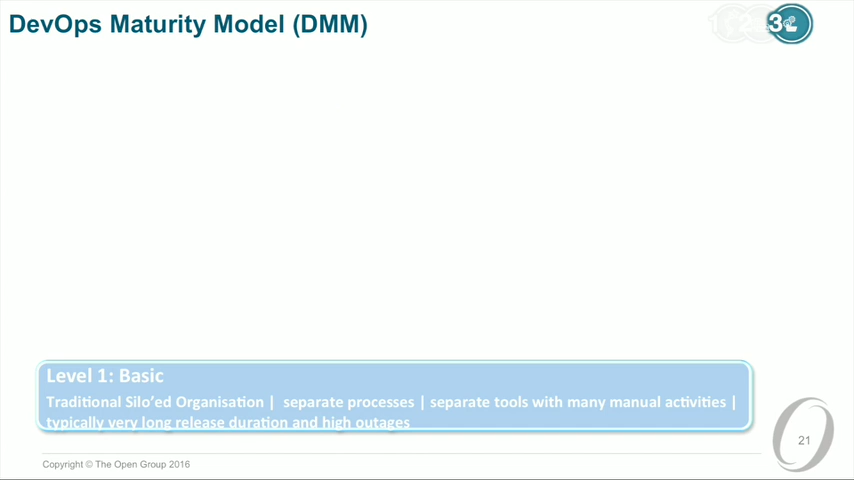 DevOps Maturity Model (DMM)
3
Level 1: Basic
Traditional Silo’ed Organisation | separate processes | separate tools with many manual activities |
typically very long release duration and high outages
21
Copyright © The Open Group 2016